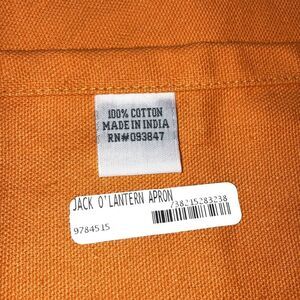 100% COTTON
MADE IN INDIA
RN#093847
JACK O'LANTERN APRON
738215283238
9784515